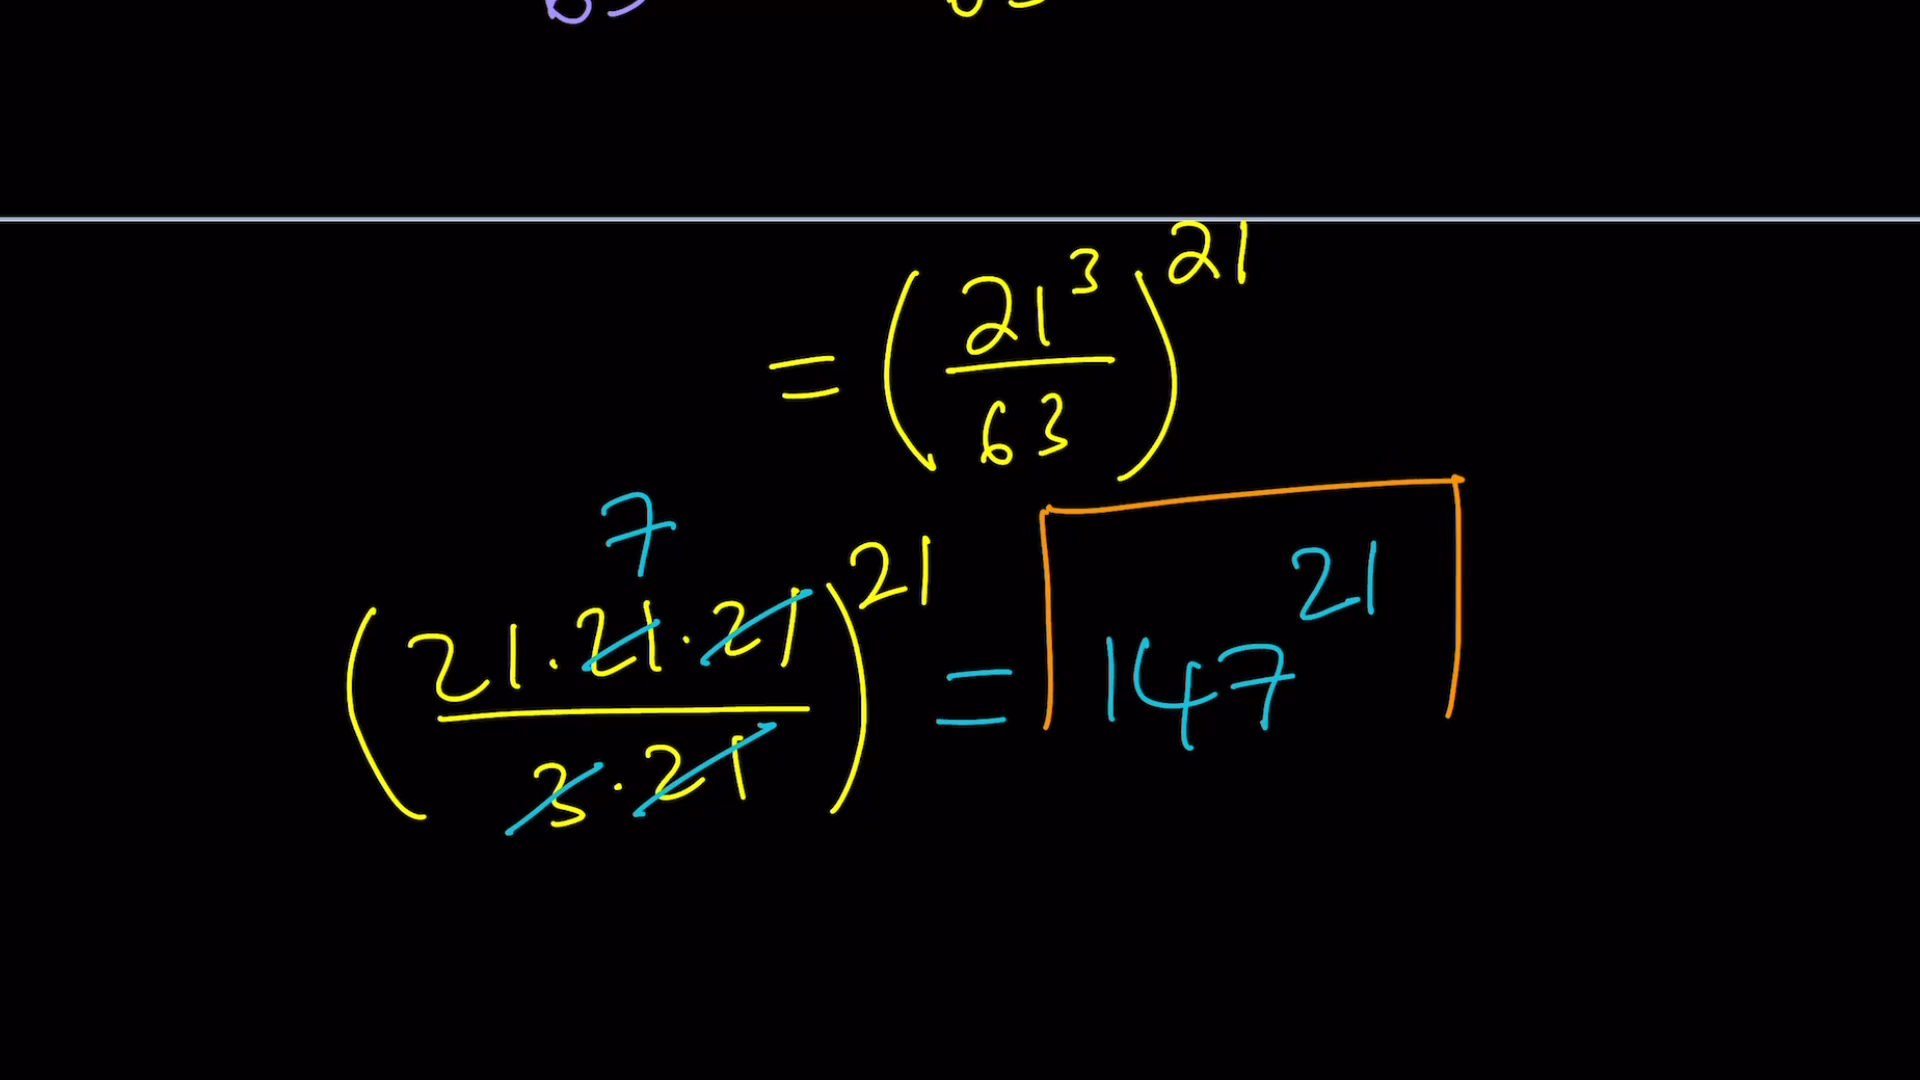 = (21³/63)²¹
7
(21·21·21/3·21)²¹ = 147²¹